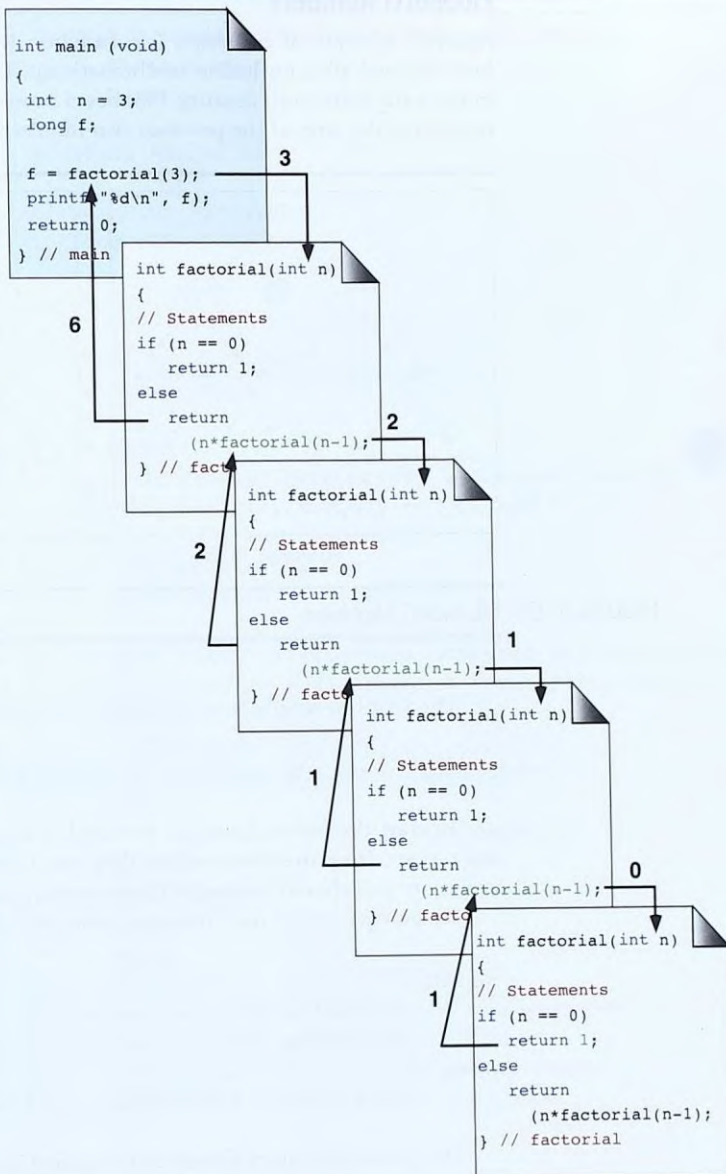 int main (void)
{
int n = 3;
long f;
f = factorial(3);
printf "%d\n", f);
return 0;
} // main
3
6
int factorial(int n)
{
// Statements
if (n == 0)
return 1;
else
return
(n*factorial(n-1);
} // fact
2
2
int factorial(int n)
{
// Statements
if (n == 0)
return 1;
else
return
(n*factorial(n-1);
} // facto
1
1
int factorial(int n)
{
// Statements
if (n == 0)
return 1;
else
return
(n*factorial(n-1);
} // facto
0
1
int factorial(int n)
{
// Statements
if (n == 0)
return 1;
else
return
(n*factorial(n-1);
} // factorial